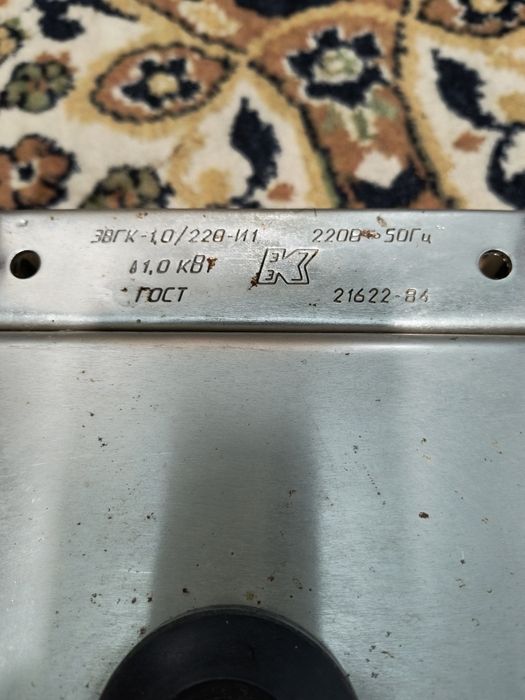 ЭВГК-1,0/220-И1 220В~50Гц
1,0 кВт
ГОСТ 21622-84